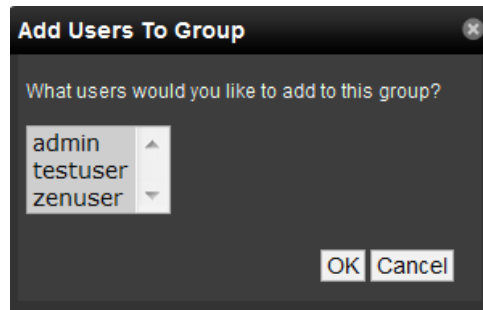 Add Users To Group
What users would you like to add to this group?
admin
testuser
zenuser
OK Cancel